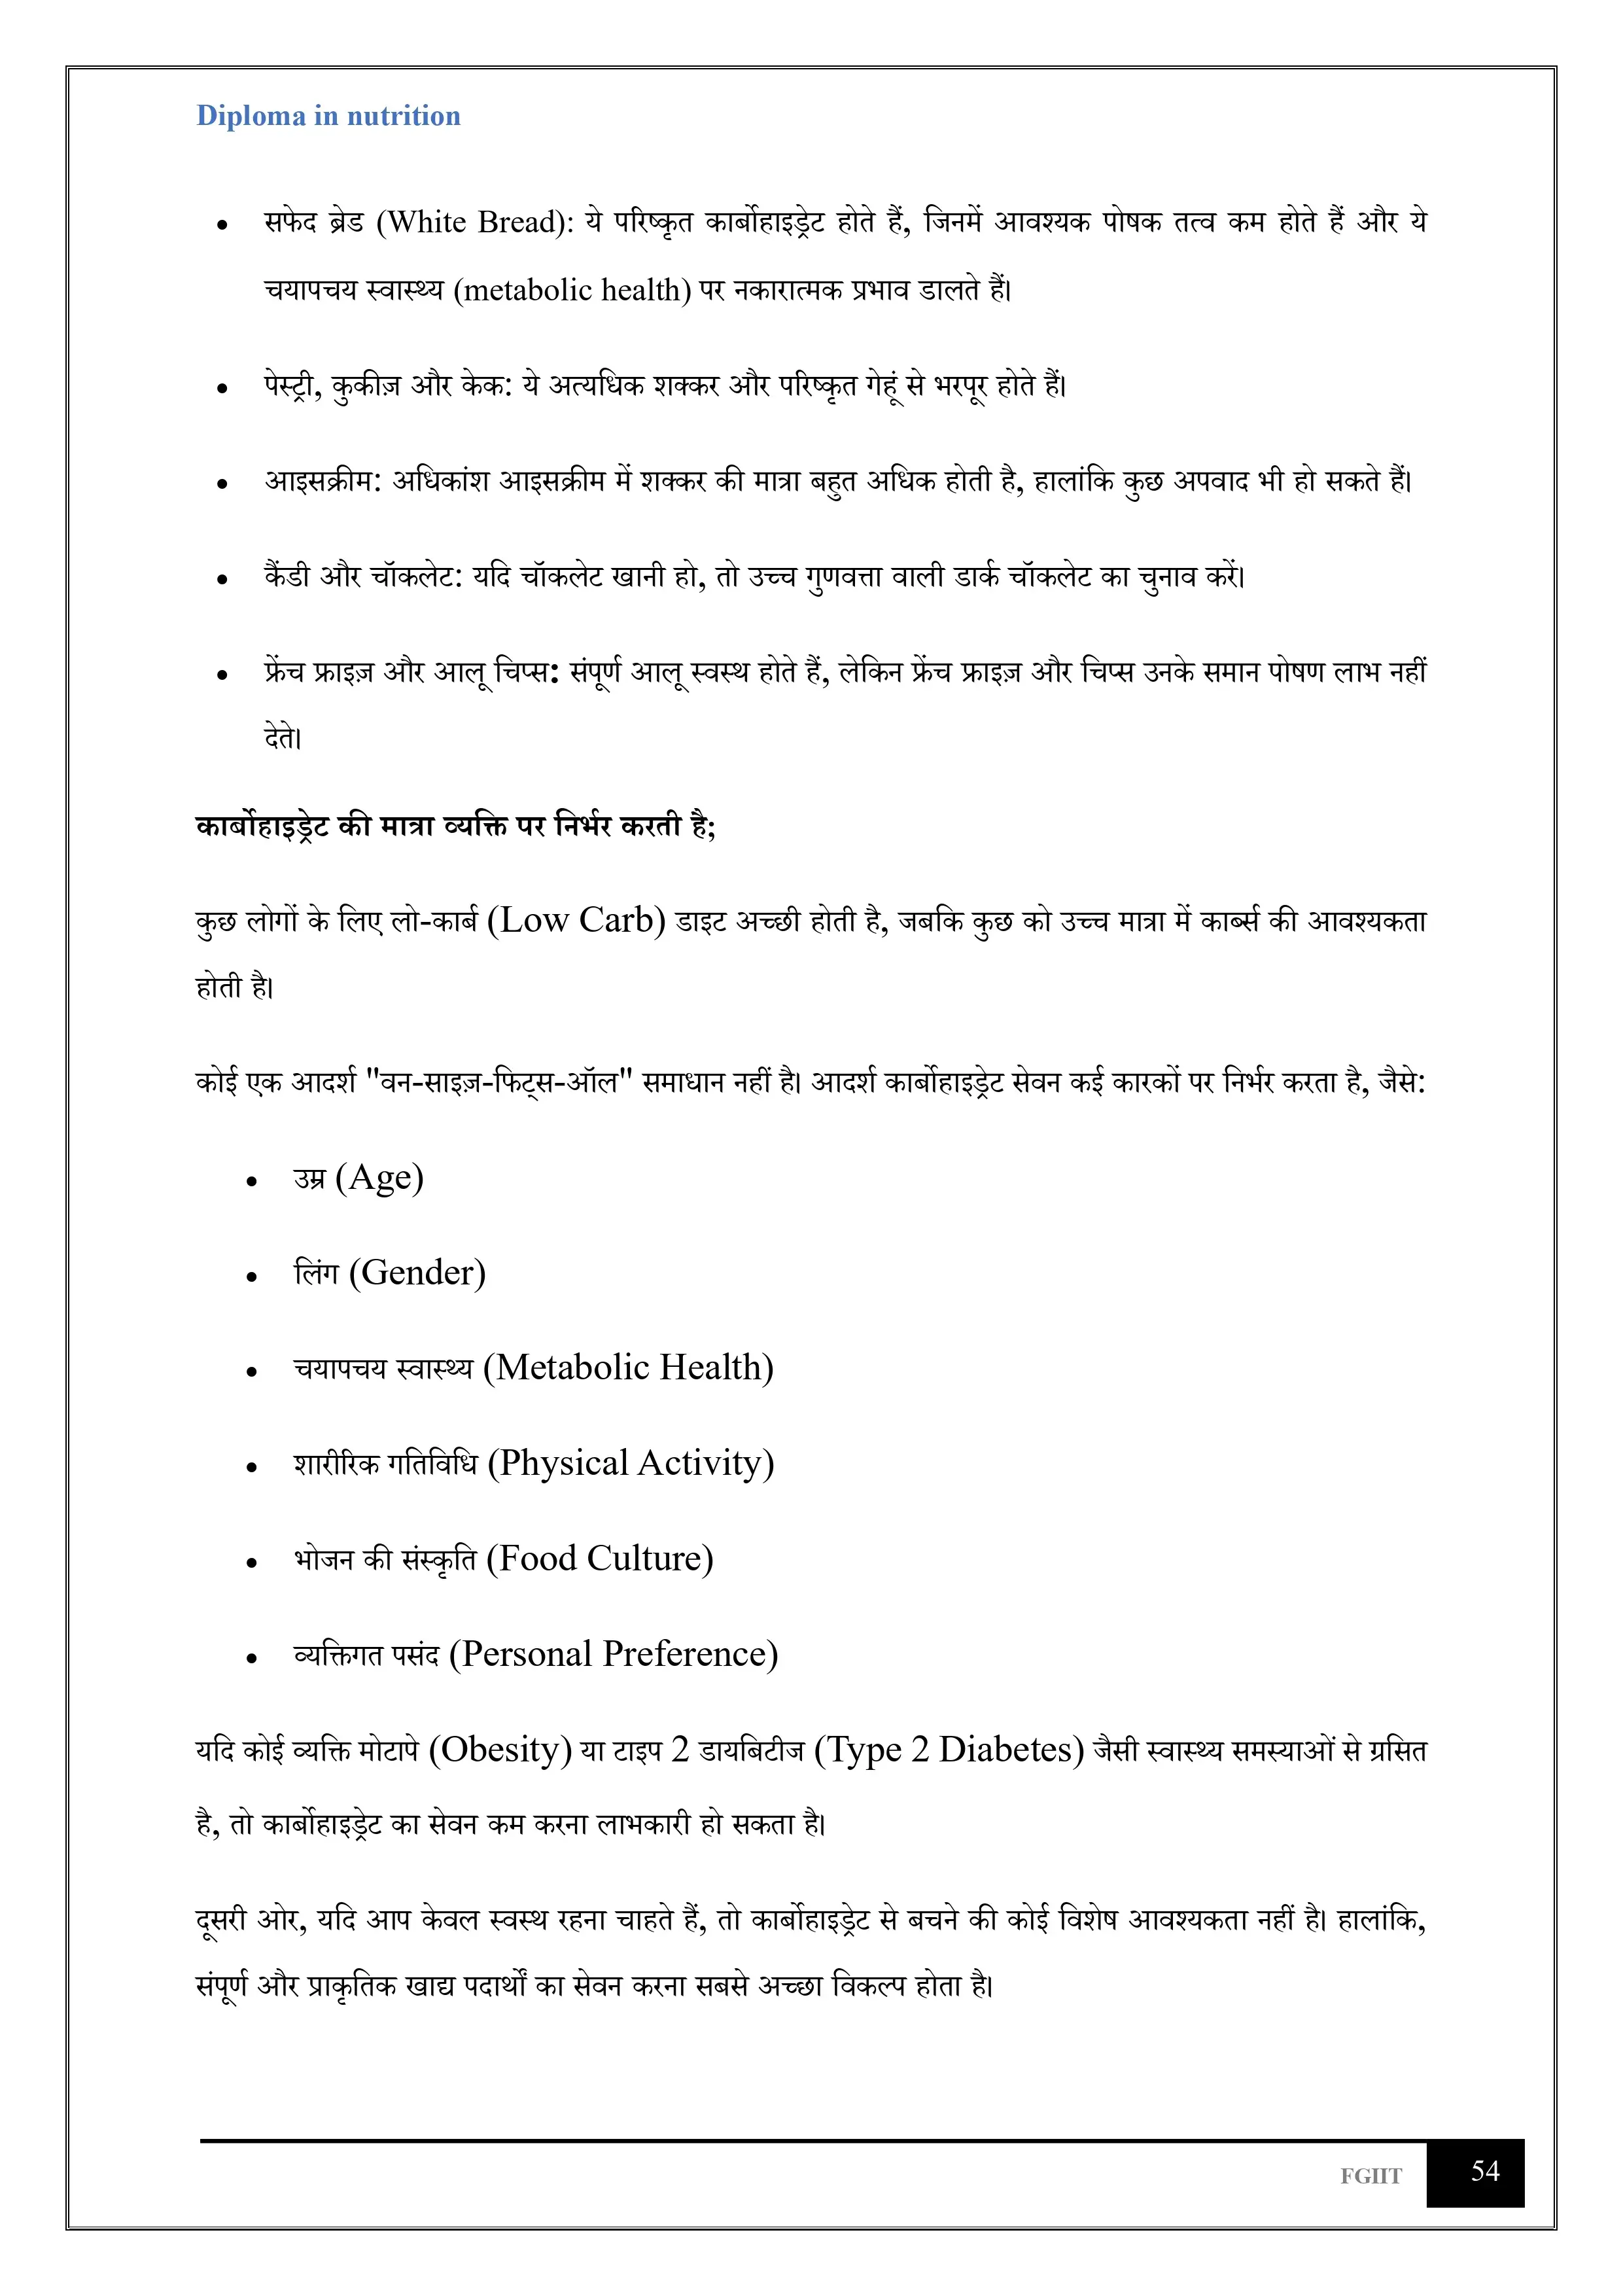 Diploma in nutrition
• सफेद ब्रेड (White Bread): ये परिष्कृत कार्बोहाइड्रेट होते हैं, जिनमें आवश्यक पोषक तत्व कम होते हैं और ये
चयापचय स्वास्थ्य (metabolic health) पर नकारात्मक प्रभाव डालते हैं।
• पेस्ट्री, कुकीज़ और केक: ये अत्यधिक शक्कर और परिष्कृत गेहूं से भरपूर होते हैं।
• आइसक्रीम: अधिकांश आइसक्रीम में शक्कर की मात्रा बहुत अधिक होती है, हालांकि कुछ अपवाद भी हो सकते हैं।
• कैंडी और चॉकलेट: यदि चॉकलेट खानी हो, तो उच्च गुणवत्ता वाली डार्क चॉकलेट का चुनाव करें।
• फ्रेंच फ्राइज़ और आलू चिप्स: संपूर्ण आलू स्वस्थ होते हैं, लेकिन फ्रेंच फ्राइज़ और चिप्स उनके समान पोषण लाभ नहीं
देते।
कार्बोहाइड्रेट की मात्रा व्यक्ति पर निर्भर करती है;
कुछ लोगों के लिए लो-कार्ब (Low Carb) डाइट अच्छी होती है, जबकि कुछ को उच्च मात्रा में कार्ब्स की आवश्यकता
होती है।
कोई एक आदर्श "वन-साइज़-फिट्स-ऑल" समाधान नहीं है। आदर्श कार्बोहाइड्रेट सेवन कई कारकों पर निर्भर करता है, जैसे:
• उम्र (Age)
• लिंग (Gender)
• चयापचय स्वास्थ्य (Metabolic Health)
• शारीरिक गतिविधि (Physical Activity)
• भोजन की संस्कृति (Food Culture)
• व्यक्तिगत पसंद (Personal Preference)
यदि कोई व्यक्ति मोटापे (Obesity) या टाइप 2 डायबिटीज (Type 2 Diabetes) जैसी स्वास्थ्य समस्याओं से ग्रसित
है, तो कार्बोहाइड्रेट का सेवन कम करना लाभकारी हो सकता है।
दूसरी ओर, यदि आप केवल स्वस्थ रहना चाहते हैं, तो कार्बोहाइड्रेट से बचने की कोई विशेष आवश्यकता नहीं है। हालांकि,
संपूर्ण और प्राकृतिक खाद्य पदार्थों का सेवन करना सबसे अच्छा विकल्प होता है।
FGIIT 54